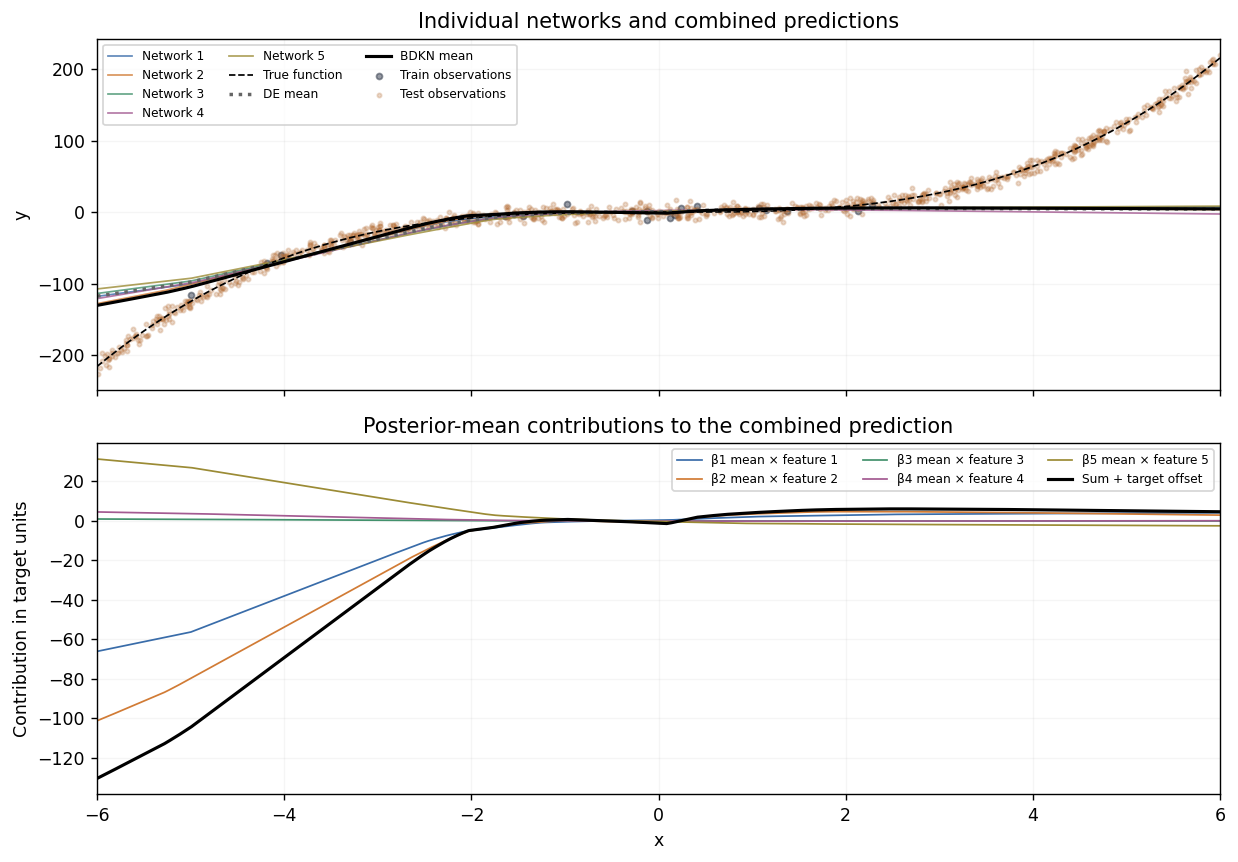 Individual networks and combined predictions
Network 1
Network 2
Network 3
Network 4
Network 5
True function
DE mean
BDKN mean
Train observations
Test observations
y
200
100
0
−100
−200
Posterior-mean contributions to the combined prediction
β1 mean × feature 1
β2 mean × feature 2
β3 mean × feature 3
β4 mean × feature 4
β5 mean × feature 5
Sum + target offset
Contribution in target units
20
0
−20
−40
−60
−80
−100
−120
−6
−4
−2
0
2
4
6
x